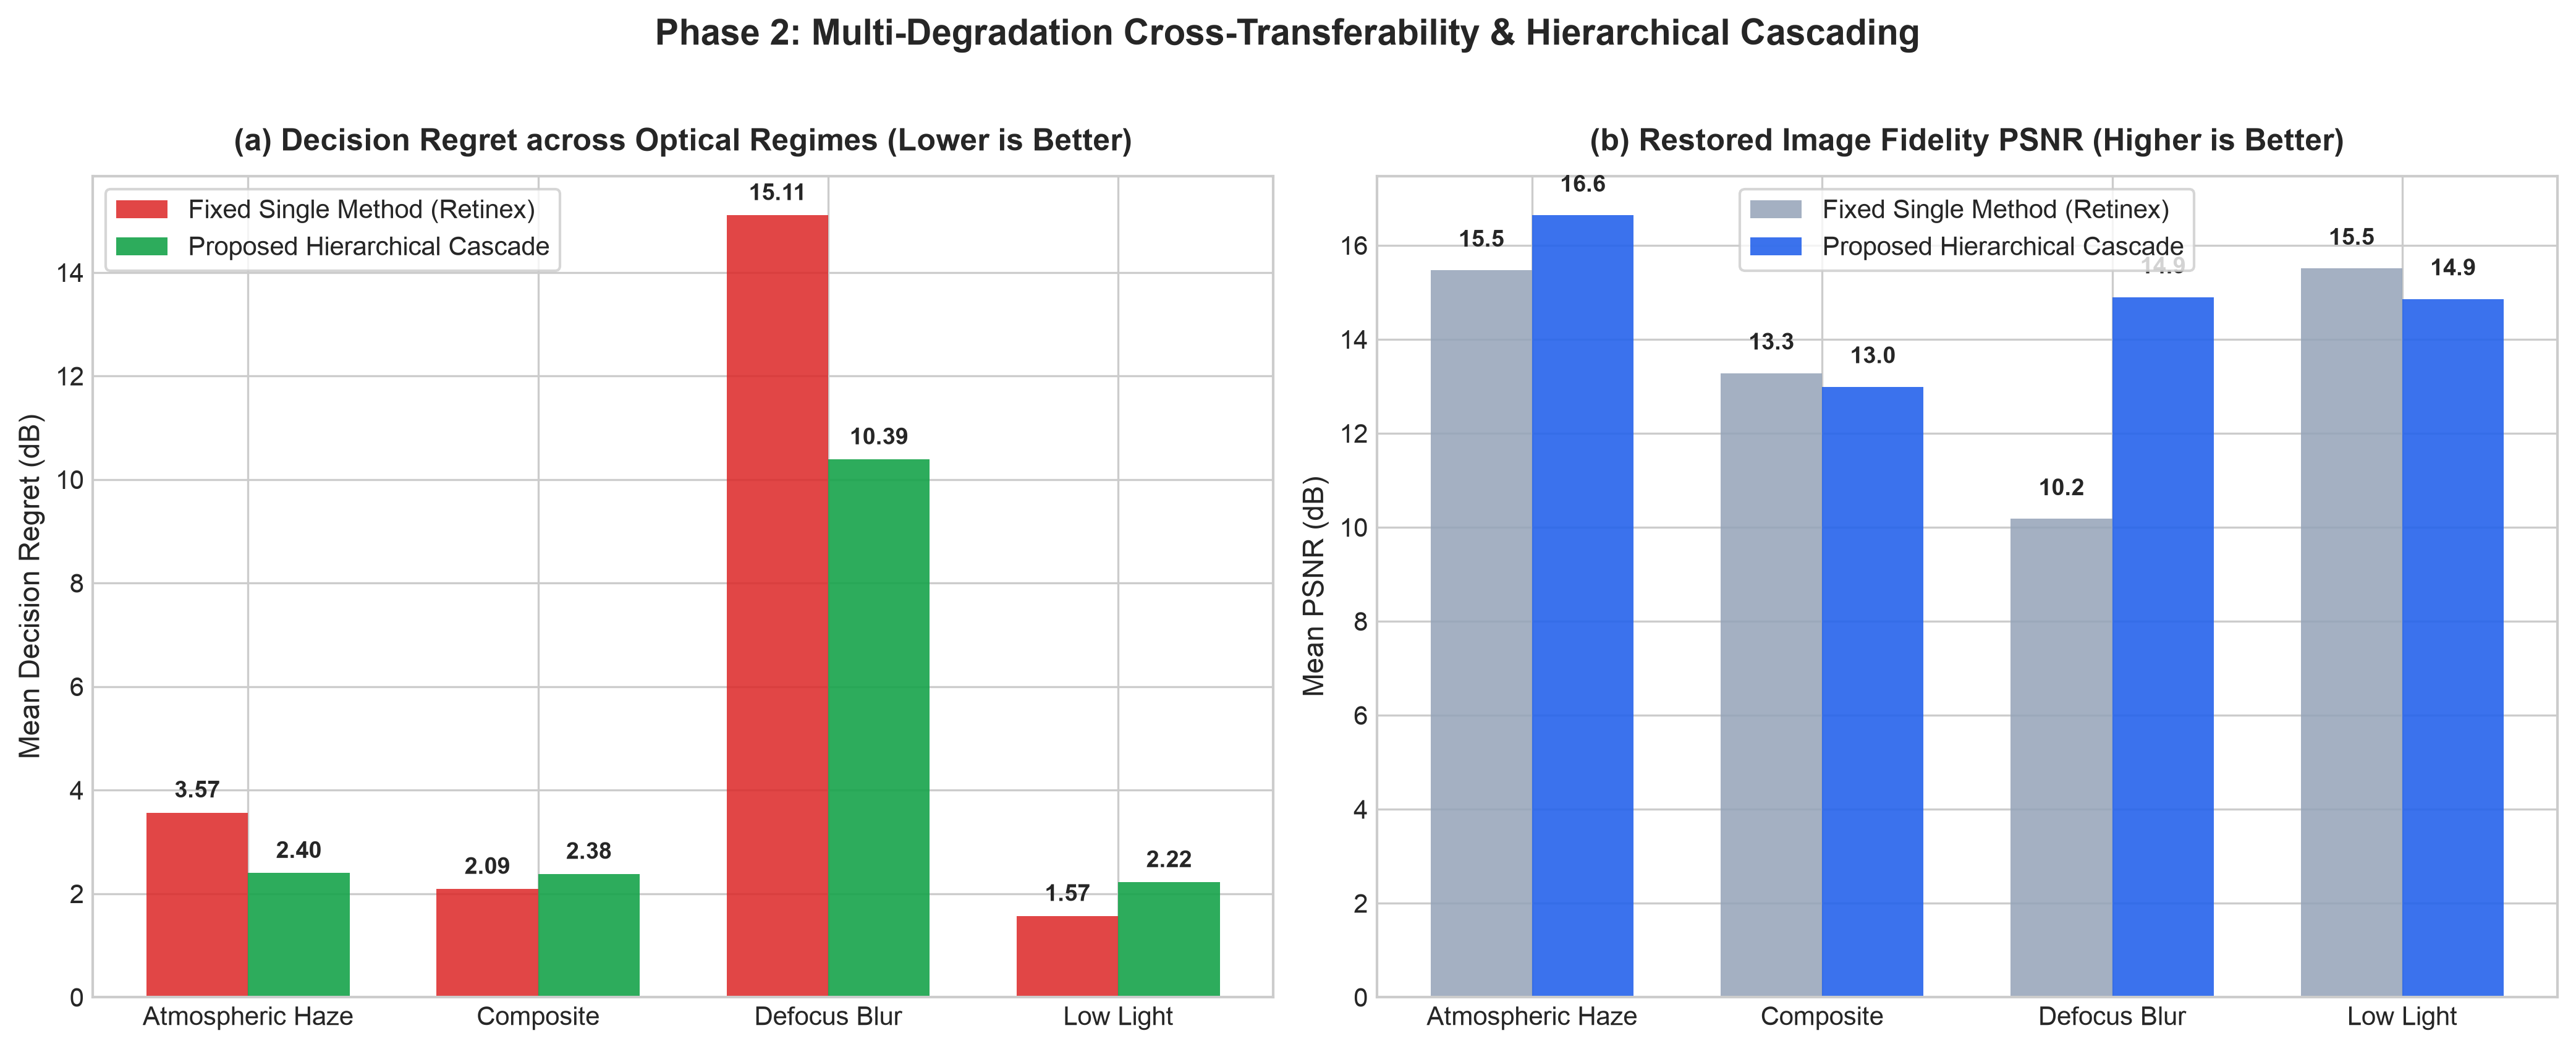 Phase 2: Multi-Degradation Cross-Transferability & Hierarchical Cascading
(a) Decision Regret across Optical Regimes (Lower is Better)
Fixed Single Method (Retinex)
Proposed Hierarchical Cascade
Mean Decision Regret (dB)
14
12
10
8
6
4
2
0
3.57
2.40
2.09
2.38
15.11
10.39
1.57
2.22
Atmospheric Haze
Composite
Defocus Blur
Low Light
(b) Restored Image Fidelity PSNR (Higher is Better)
Fixed Single Method (Retinex)
Proposed Hierarchical Cascade
Mean PSNR (dB)
16
14
12
10
8
6
4
2
0
15.5
16.6
13.3
13.0
10.2
14.9
15.5
14.9
Atmospheric Haze
Composite
Defocus Blur
Low Light